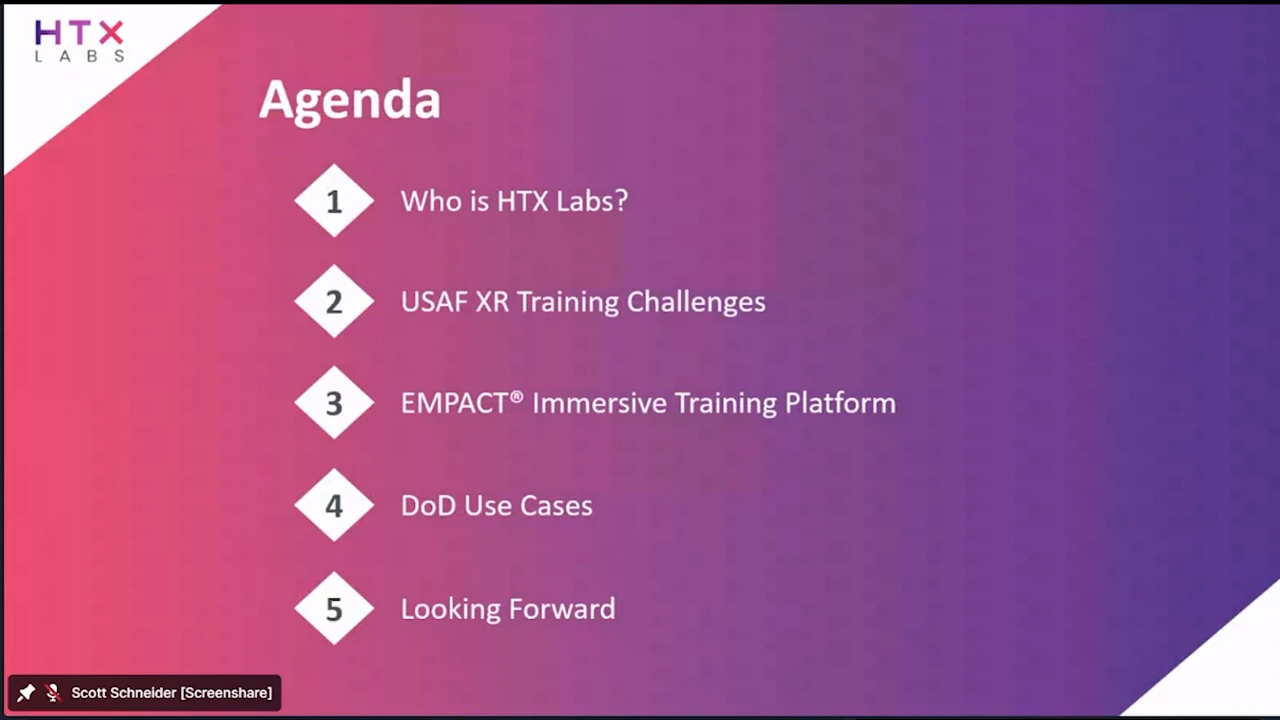 HTX
LABS
Agenda
1 Who is HTX Labs?
2 USAF XR Training Challenges
3 EMPACT® Immersive Training Platform
4 DoD Use Cases
5 Looking Forward
Scott Schneider [Screenshare]